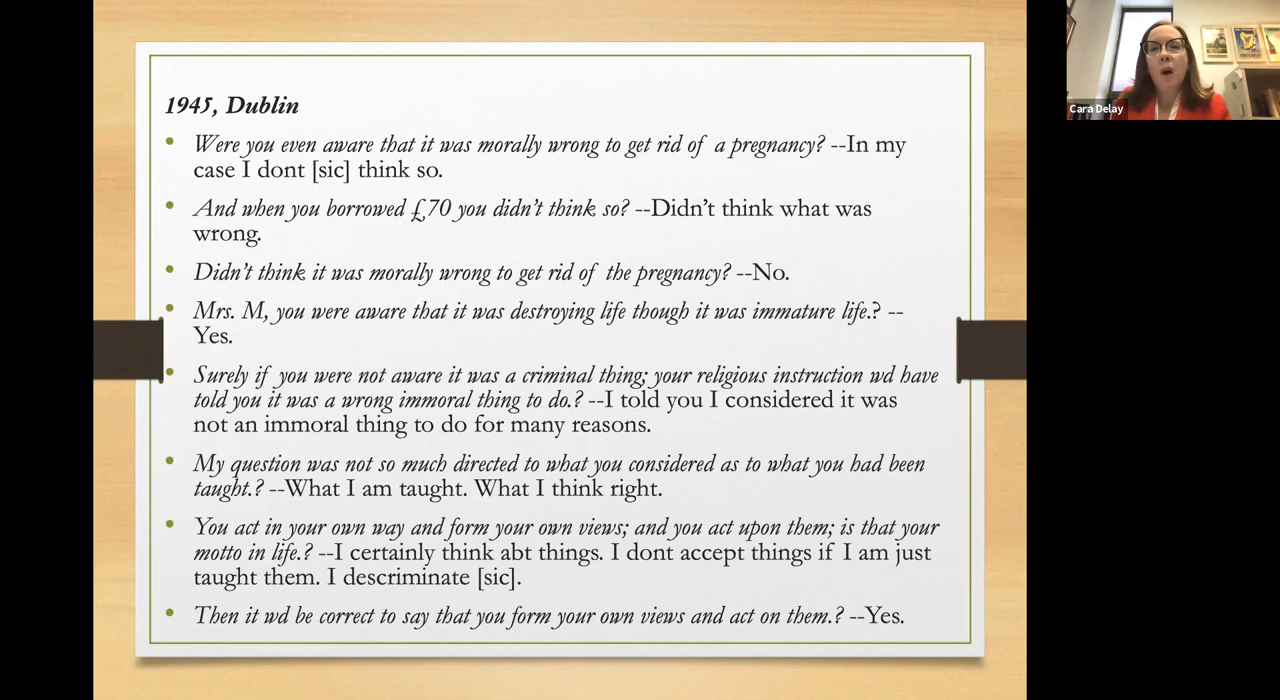 1945, Dublin
• Were you even aware that it was morally wrong to get rid of a pregnancy? --In my
case I dont [sic] think so.
• And when you borrowed £70 you didn't think so? --Didn't think what was
wrong.
• Didn't think it was morally wrong to get rid of the pregnancy? --No.
• Mrs. M, you were aware that it was destroying life though it was immature life.? --
Yes.
• Surely if you were not aware it was a criminal thing; your religious instruction wd have
told you it was a wrong immoral thing to do.? --I told you I considered it was
not an immoral thing to do for many reasons.
• My question was not so much directed to what you considered as to what you had been
taught.? --What I am taught. What I think right.
• You act in your own way and form your own views; and you act upon them; is that your
motto in life.? --I certainly think abt things. I dont accept things if I am just
taught them. I descriminate [sic].
• Then it wd be correct to say that you form your own views and act on them.? --Yes.
Cara Delay